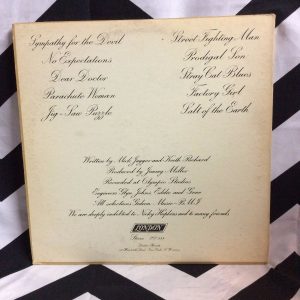 Sympathy for the Devil
No Expectations
Dear Doctor
Parachute Woman
Jig-Saw Puzzle
Street Fighting Man
Prodigal Son
Stray Cat Blues
Factory Girl
Salt of the Earth
Written by Mick Jagger and Keith Richard
Produced by Jimmy Miller
Recorded at Olympic Studios
Engineers Glyn Johns, Eddie and Gene
All selections Gideon Music-B.M.I
We are deeply indebted to Nicky Hopkins and to many friends
LONDON
Stereo